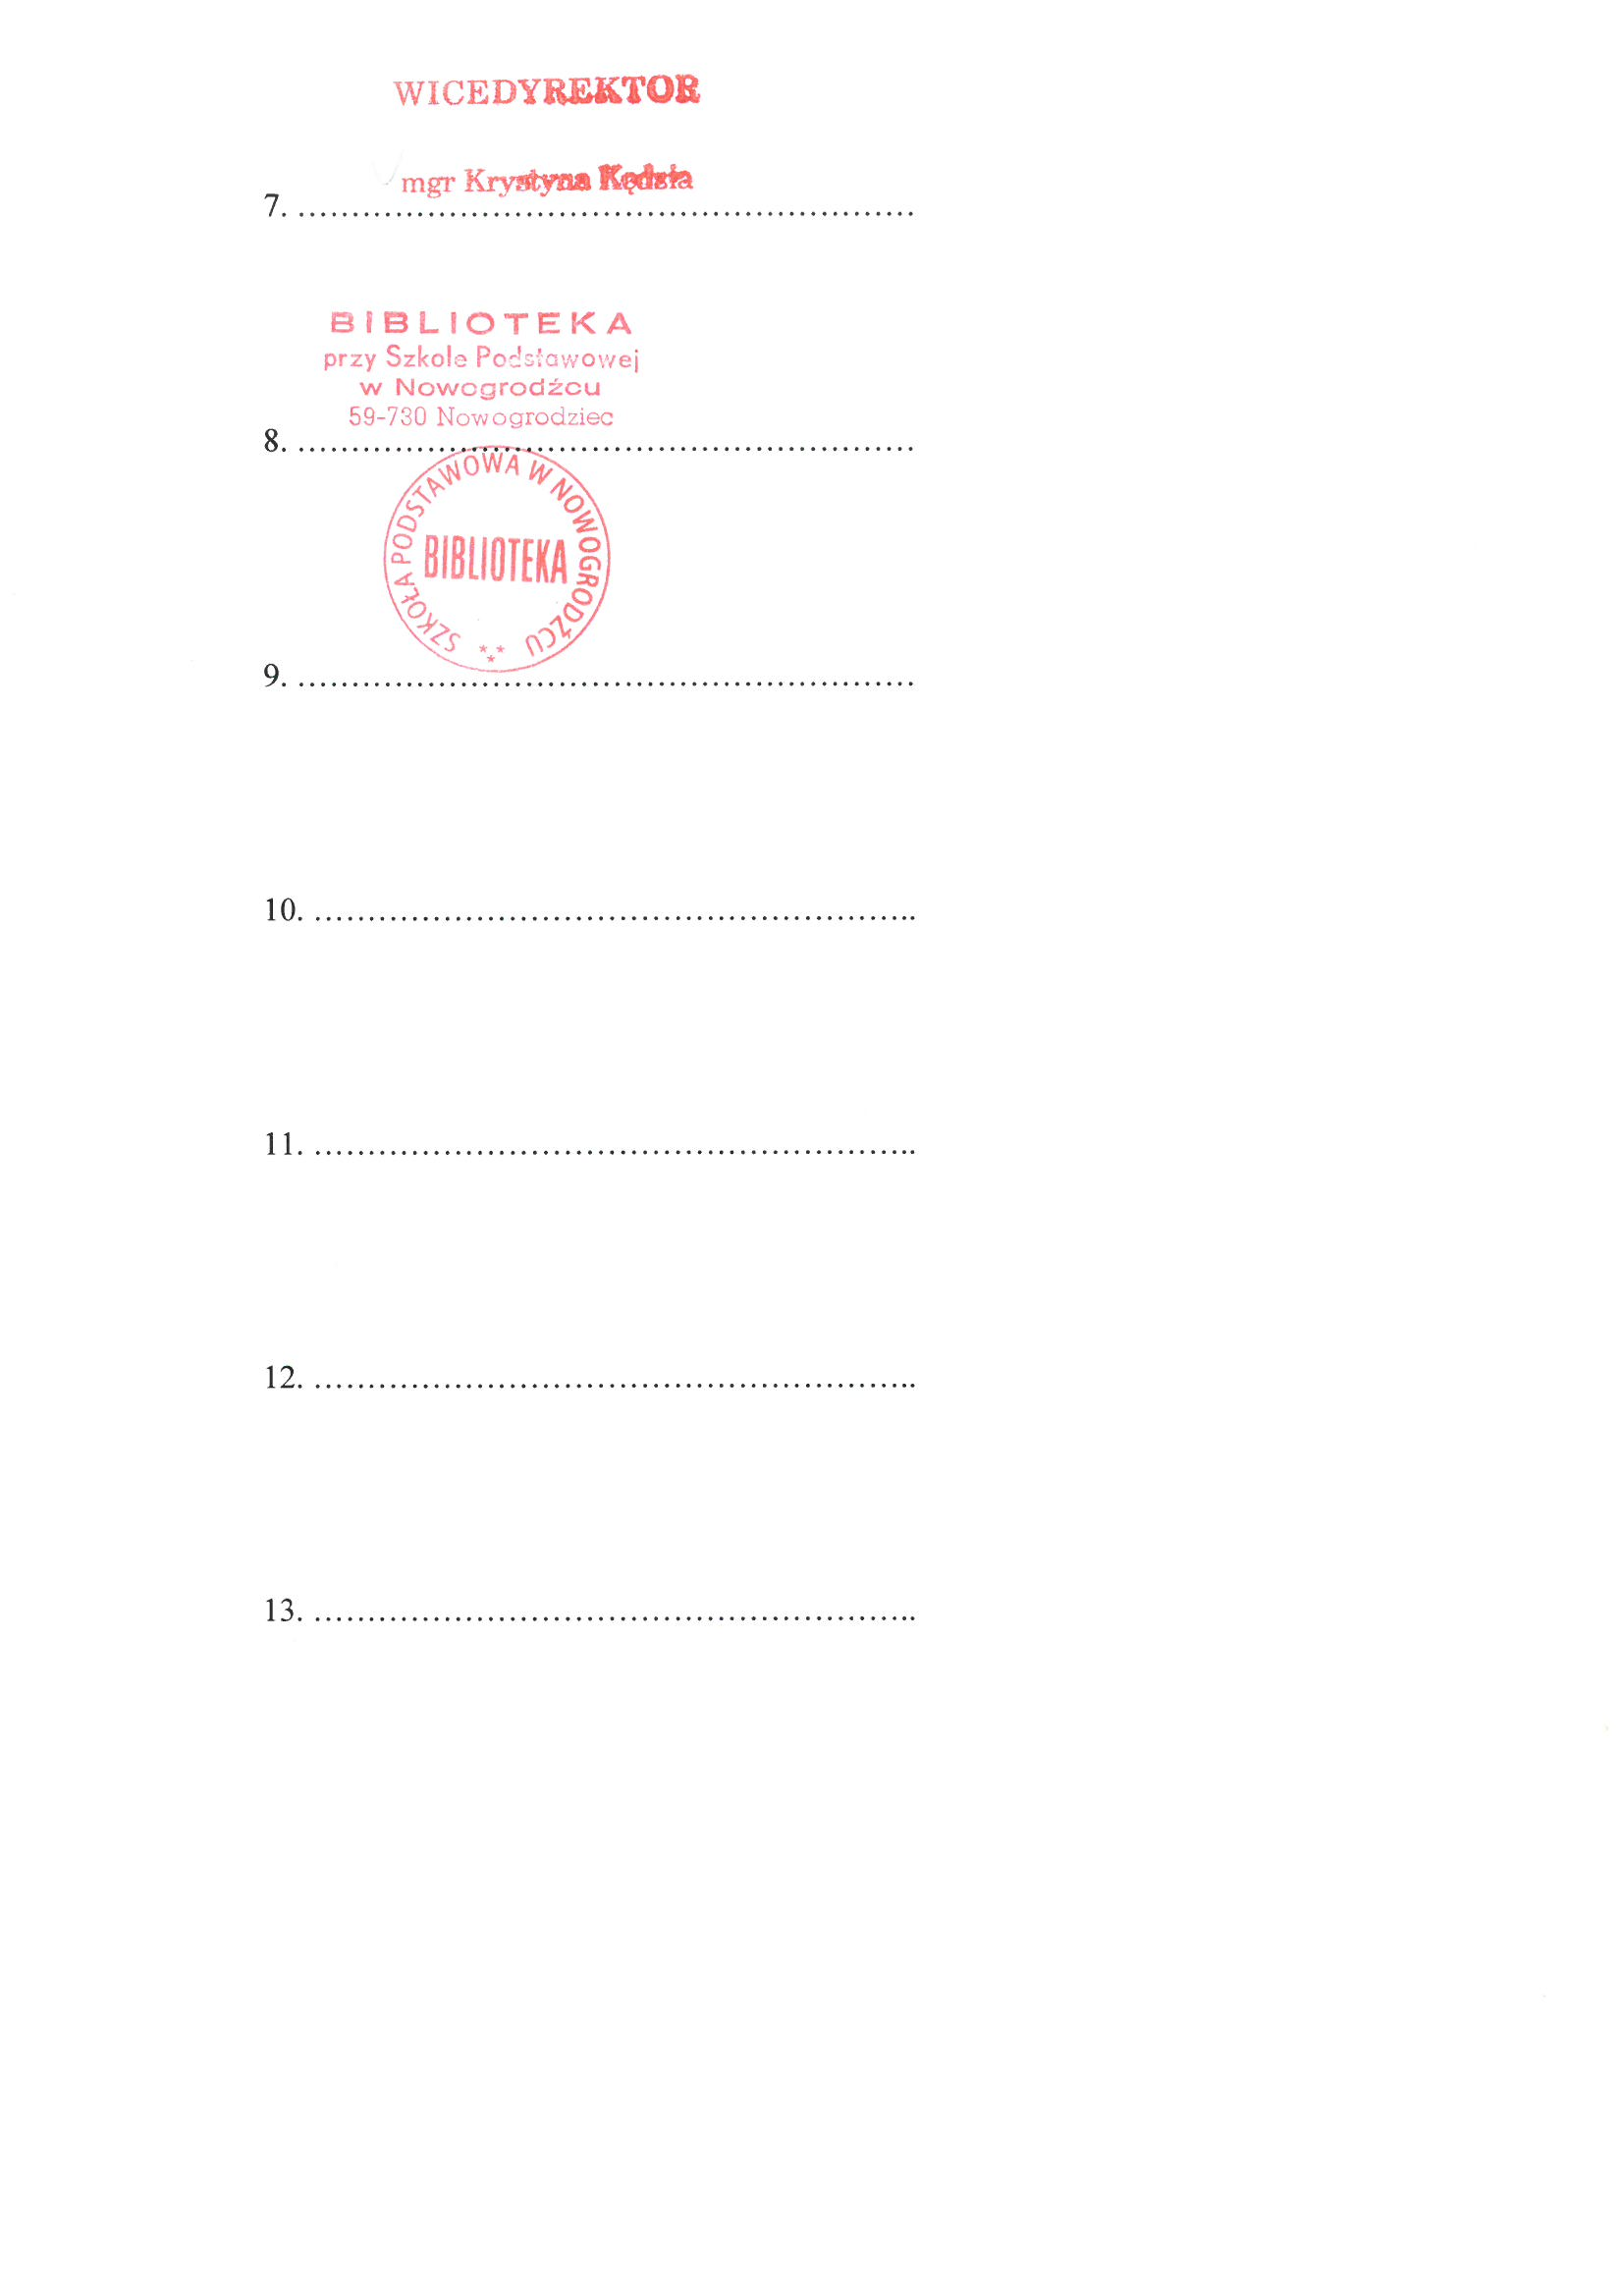 WICEDYREKTOR
mgr Krystyna Kędzia
7. ..........................................................
BIBLIOTEKA
przy Szkole Podstawowej
w Nowogrodźcu
59-730 Nowogrodziec
8. ..........................................................
SZKOŁA PODSTAWOWA W NOWOGRODŹCU
BIBLIOTEKA
9. ..........................................................
10. ........................................................
11. ........................................................
12. ........................................................
13. ........................................................